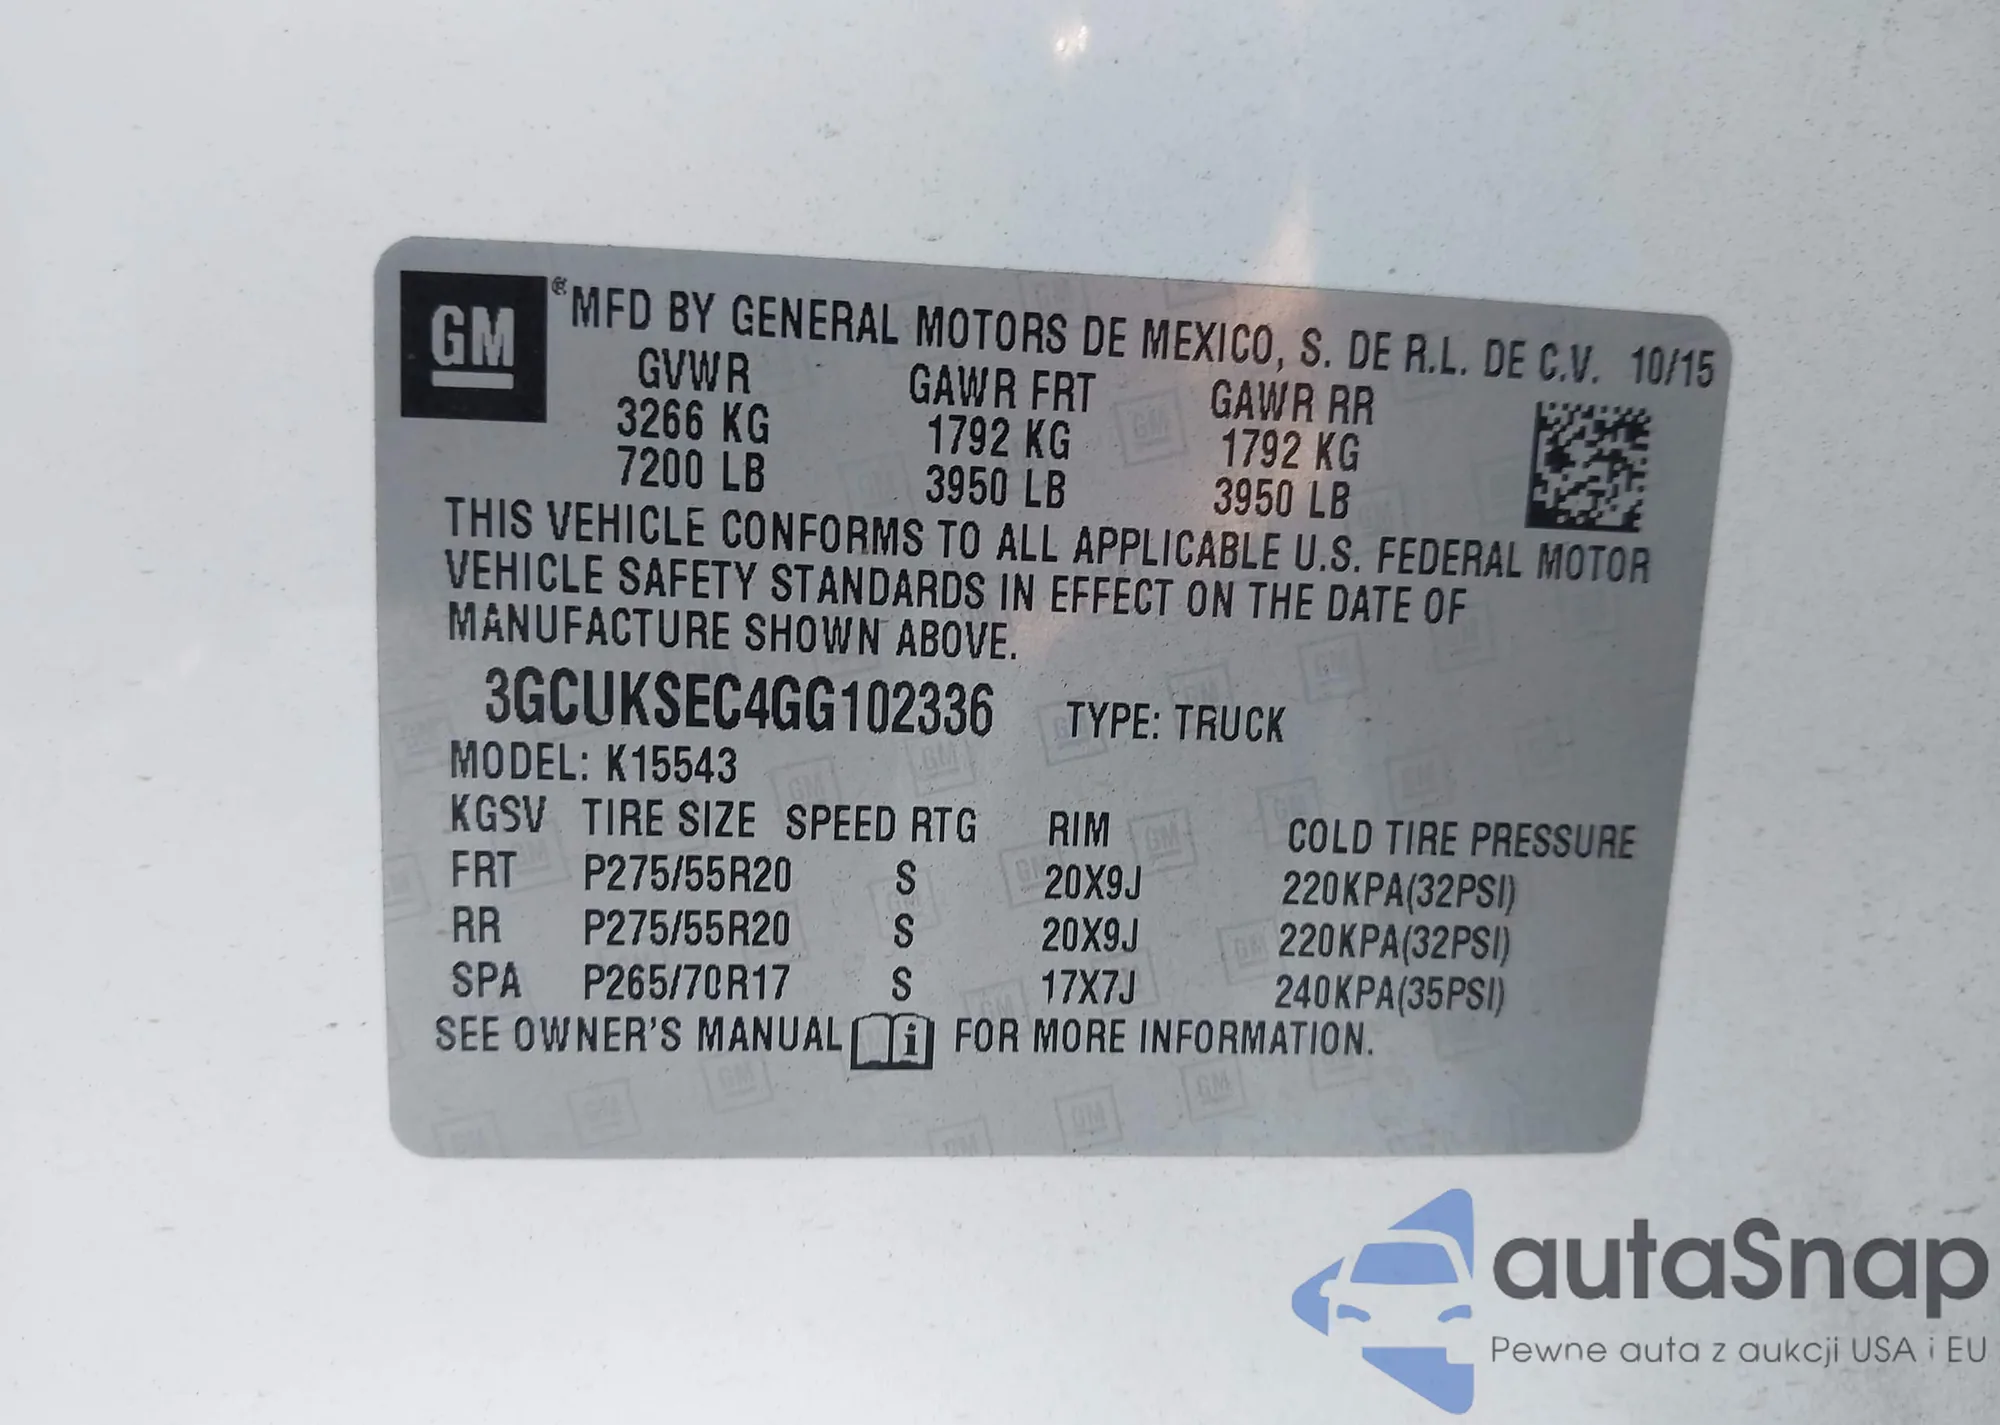 GM
® MFD BY GENERAL MOTORS DE MEXICO, S. DE R.L. DE C.V. 10/15
GVWR GAWR FRT GAWR RR
3266 KG 1792 KG 1792 KG
7200 LB 3950 LB 3950 LB
THIS VEHICLE CONFORMS TO ALL APPLICABLE U.S. FEDERAL MOTOR
VEHICLE SAFETY STANDARDS IN EFFECT ON THE DATE OF
MANUFACTURE SHOWN ABOVE.
3GCUKSEC4GG102336 TYPE: TRUCK
MODEL: K15543
KGSV TIRE SIZE SPEED RTG RIM COLD TIRE PRESSURE
FRT P275/55R20 S 20X9J 220KPA(32PSI)
RR P275/55R20 S 20X9J 220KPA(32PSI)
SPA P265/70R17 S 17X7J 240KPA(35PSI)
SEE OWNER'S MANUAL i FOR MORE INFORMATION.
autaSnap
Pewne auta z aukcji USA i EU